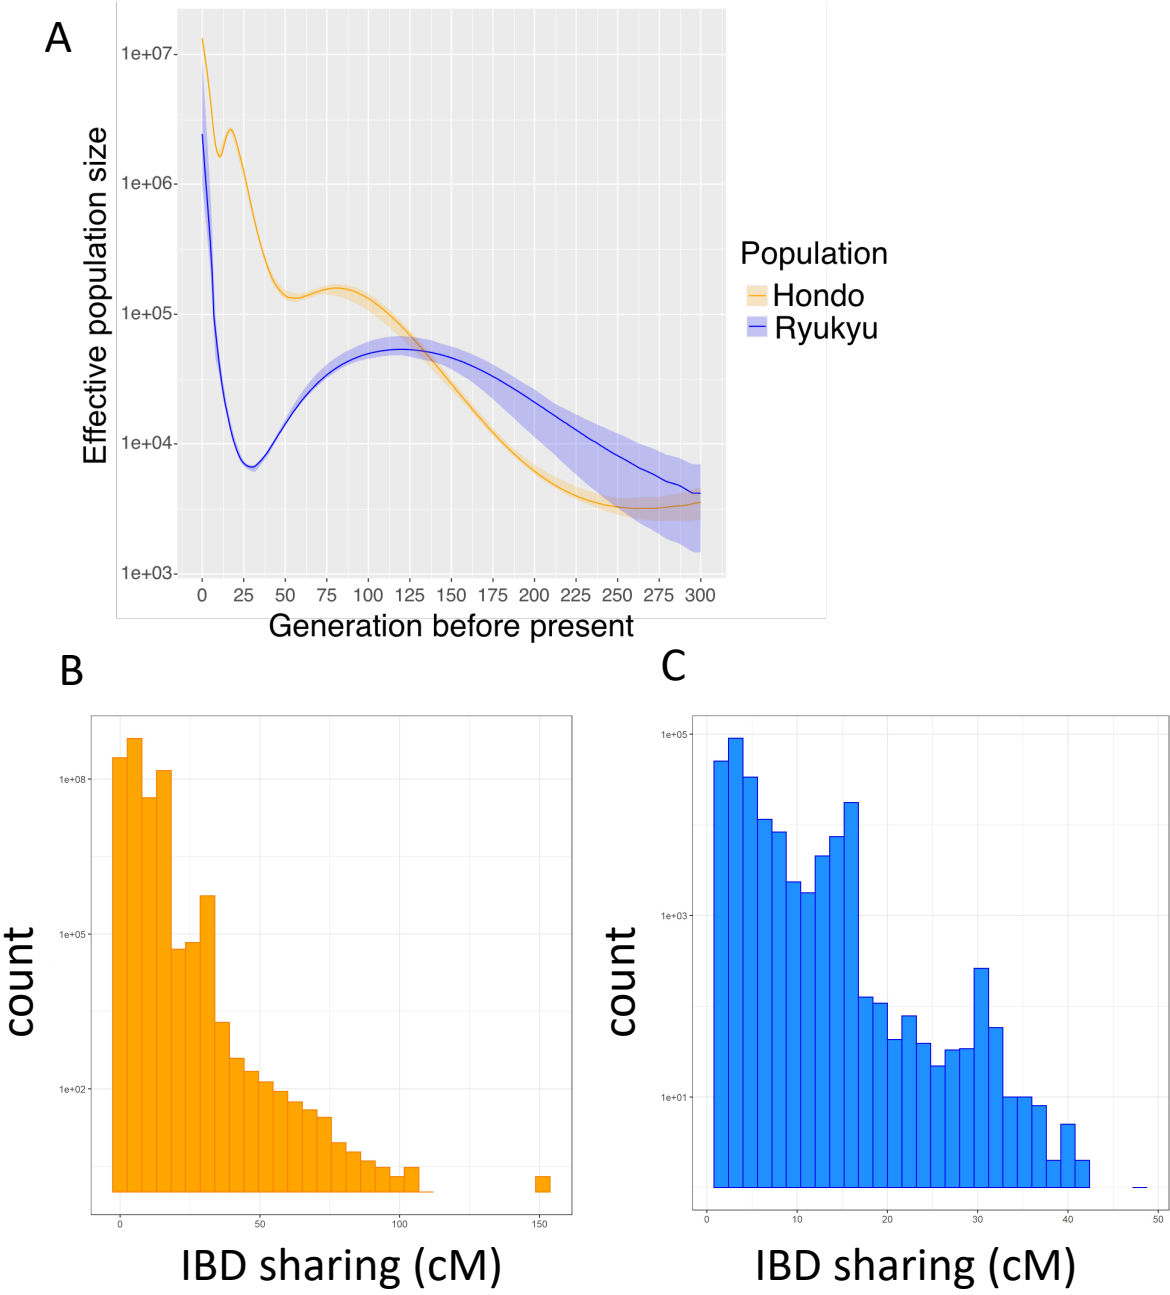 A
Effective population size
1e+07
1e+06
1e+05
1e+04
1e+03
0 25 50 75 100 125 150 175 200 225 250 275 300
Generation before present
Population
Hondo
Ryukyu
B
count
1e+08
1e+05
1e+02
0 50 100 150
IBD sharing (cM)
C
count
1e+05
1e+03
1e+01
0 10 20 30 40 50
IBD sharing (cM)